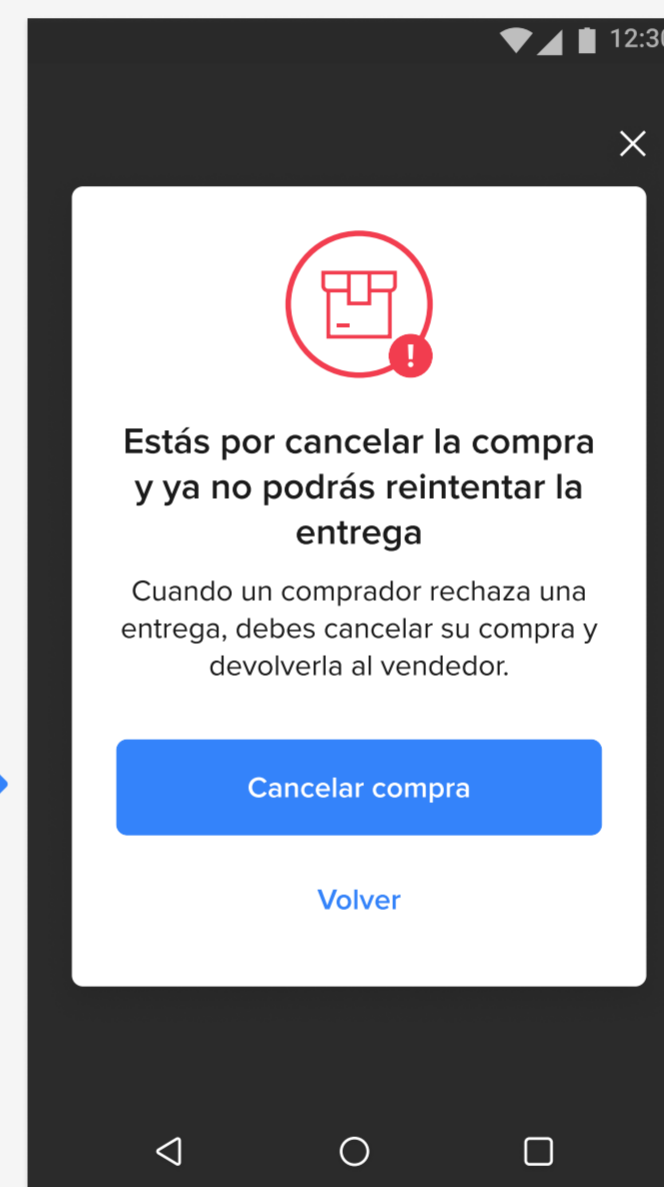 12:30
Estás por cancelar la compra
y ya no podrás reintentar la
entrega
Cuando un comprador rechaza una
entrega, debes cancelar su compra y
devolverla al vendedor.
Cancelar compra
Volver